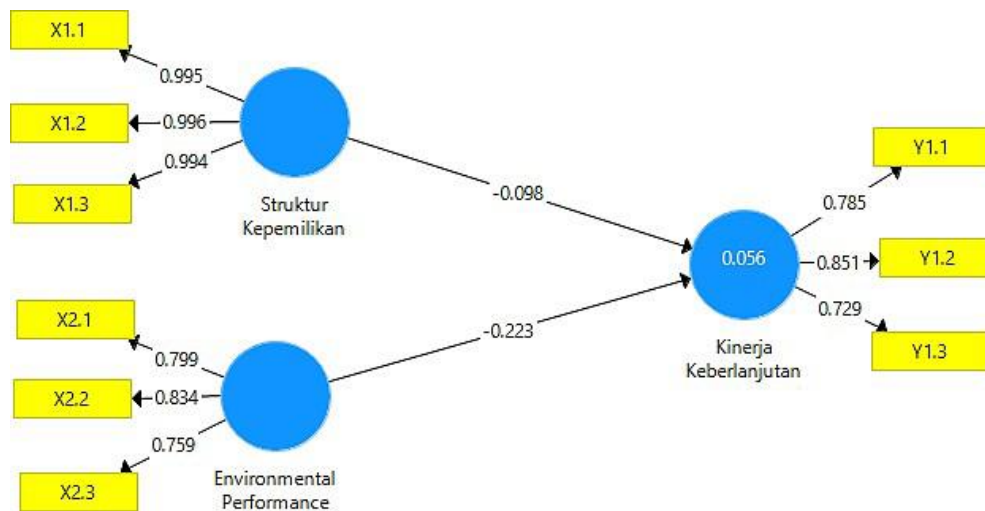 X1.1
0.995
X1.2
0.996
X1.3
0.994
Struktur
Kepemilikan
-0.098
X2.1
0.799
X2.2
0.834
X2.3
0.759
Environmental
Performance
-0.223
0.056
Kinerja
Keberlanjutan
Y1.1
0.785
Y1.2
0.851
Y1.3
0.729